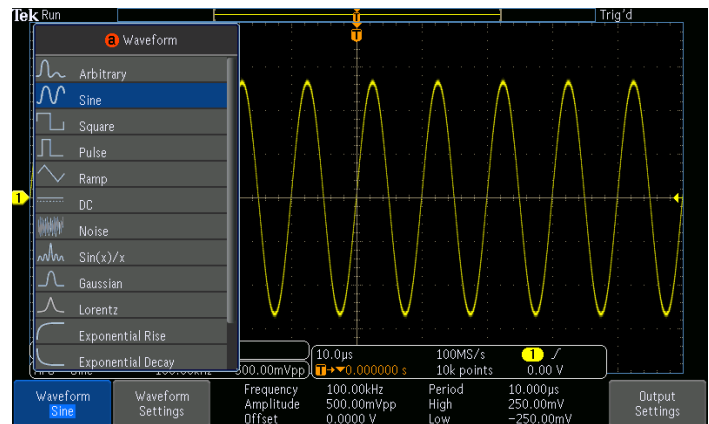 Tek Run
Trig'd
a Waveform
Arbitrary
Sine
Square
Pulse
Ramp
DC
Noise
Sin(x)/x
Gaussian
Lorentz
Exponential Rise
Exponential Decay
T
1
10.0µs
100MS/s
1
T→▼0.000000 s
10k points
0.00 V
500.00mVpp
Waveform
Sine
Waveform
Settings
Frequency 100.00kHz Period 10.000µs
Amplitude 500.00mVpp High 250.00mV
Offset 0.0000 V Low −250.00mV
Output
Settings